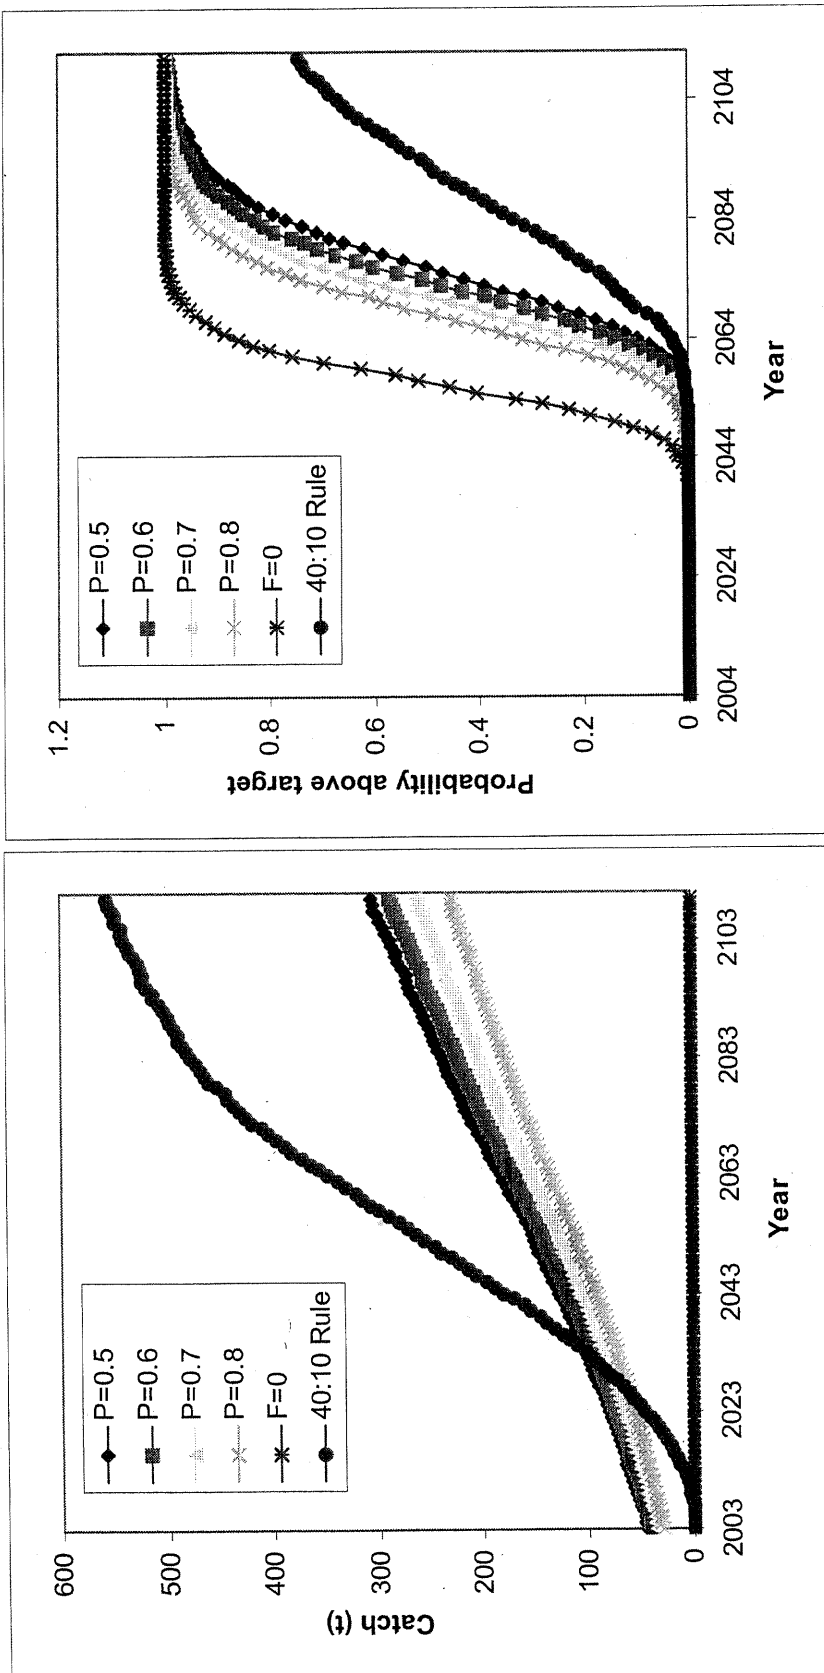 600
500
400
300
200
100
0
Catch (t)
P=0.5
P=0.6
P=0.7
P=0.8
F=0
40:10 Rule
2003
2023
2043
2063
2083
2103
Year
1.2
1
0.8
0.6
0.4
0.2
0
Probability above target
P=0.5
P=0.6
P=0.7
P=0.8
F=0
40:10 Rule
2004
2024
2044
2064
2084
2104
Year